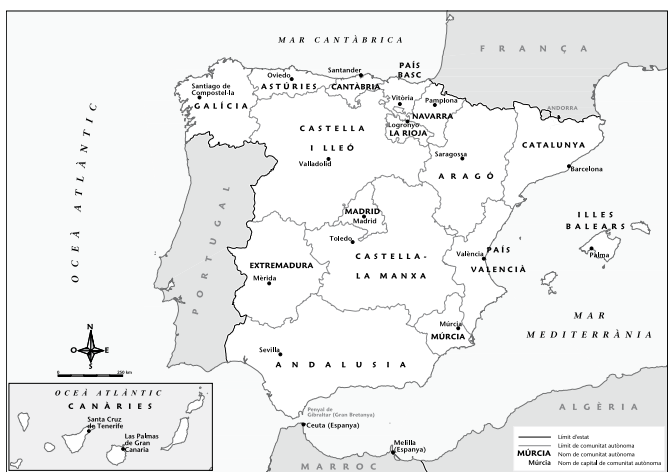 MAR CANTÀBRICA
FRANÇA
OCEÀ ATLÀNTIC
Santiago de
Compostel·la
GALÍCIA
Oviedo
ASTÚRIES
Santander
CANTÀBRIA
PAÍS
BASC
Vitòria
Pamplona
NAVARRA
Logronyo
LA RIOJA
ANDORRA
CASTELLA
I LLEÓ
Valladolid
Saragossa
ARAGÓ
CATALUNYA
Barcelona
PORTUGAL
MADRID
Madrid
Toledo
CASTELLA-
LA MANXA
EXTREMADURA
Mèrida
València
PAÍS
VALENCIÀ
ILLES
BALEARS
Palma
MAR
MEDITERRÀNIA
Múrcia
MÚRCIA
Sevilla
ANDALUSIA
N
O
E
S
0
250 km
OCEÀ ATLÀNTIC
CANÀRIES
Santa Cruz
de Tenerife
Las Palmas
de Gran
Canaria
Penyal de
Gibraltar (Gran Bretanya)
Ceuta (Espanya)
Melilla
(Espanya)
MARROC
ALGÈRIA
Límit d'estat
Límit de comunitat autònoma
MÚRCIA Nom de comunitat autònoma
Múrcia Nom de capital de comunitat autònoma